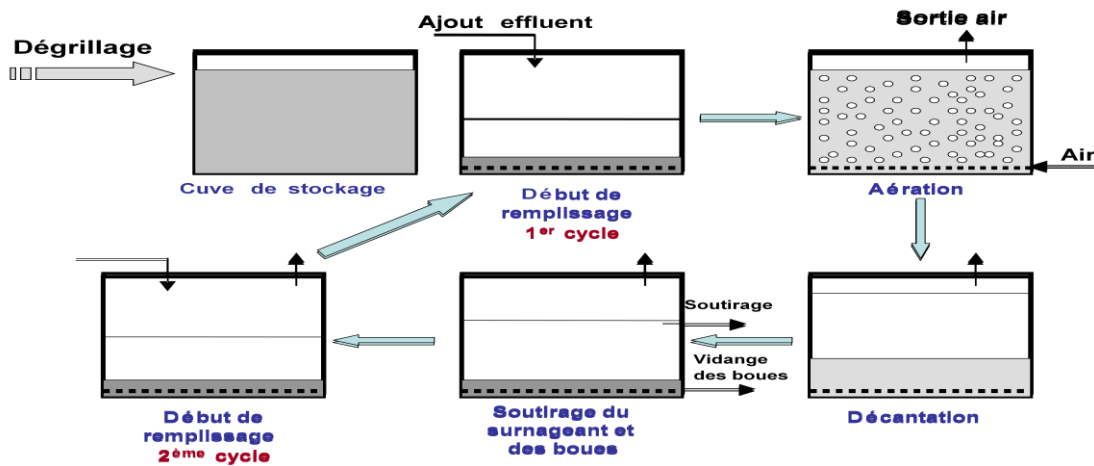 Dégrillage
Cuve de stockage
Ajout effluent
Début de
remplissage
1er cycle
Sortie air
Air
Aération
Décantation
Soutirage
Vidange
des boues
Soutirage du
surnageant et
des boues
Début de
remplissage
2ème cycle